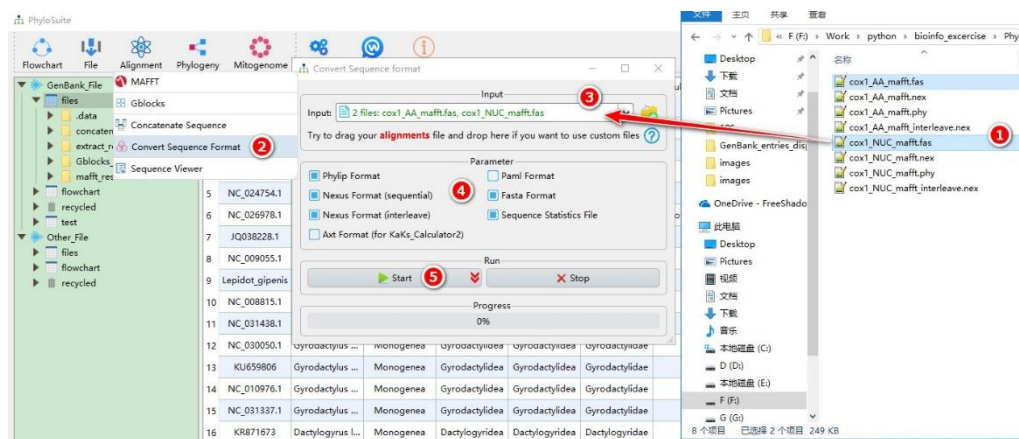 PhyloSuite
Flowchart File Alignment Phylogeny Mitogenome
MAFFT
Gblocks
Concatenate Sequence
Convert Sequence Format
2
Sequence Viewer
GenBank_File
files
.data
flowchart
recycled
test
Other_File
files
flowchart
recycled
Convert Sequence format
Input
Input: 2 files: cox1_AA_mafft.fas, cox1_NUC_mafft.fas
3
Try to drag your alignments file and drop here if you want to use custom files
Parameter
Phylip Format
Paml Format
Nexus Format (sequential)
4
Fasta Format
Nexus Format (interleave)
Sequence Statistics File
Axt Format (for KaKs_Calculator2)
Run
Start
5
Stop
Progress
0%
5 NC_024754.1
6 NC_026978.1
7 JQ038228.1
8 NC_009055.1
9 Lepidot_gipenis
10 NC_008815.1
11 NC_031438.1
12 NC_030050.1 Gyrodactylus ... Monogenea Gyrodactylidea Gyrodactylidae
13 KU659806 Gyrodactylus ... Monogenea Gyrodactylidea Gyrodactylidae
14 NC_010976.1 Gyrodactylus ... Monogenea Gyrodactylidea Gyrodactylidae
15 NC_031337.1 Gyrodactylus ... Monogenea Gyrodactylidea Gyrodactylidae
16 KR871673 Dactylogyrus l... Monogenea Dactylogyridea Dactylogyridae
文件 主页 共享 查看
« F (F:) › Work › python › bioinfo_excercise › Phy
Desktop
下载
文档
Pictures
GenBank_entries_dis
images
images
OneDrive - FreeShado
此电脑
Desktop
Pictures
视频
文档
下载
音乐
本地磁盘 (C:)
D (D:)
本地磁盘 (E:)
F (F:)
G (G:)
名称
cox1_AA_mafft.fas
cox1_AA_mafft.nex
cox1_AA_mafft.phy
cox1_AA_mafft_interleave.nex
1
cox1_NUC_mafft.fas
cox1_NUC_mafft.nex
cox1_NUC_mafft.phy
cox1_NUC_mafft_interleave.nex
8 个项目 已选择 2 个项目 249 KB